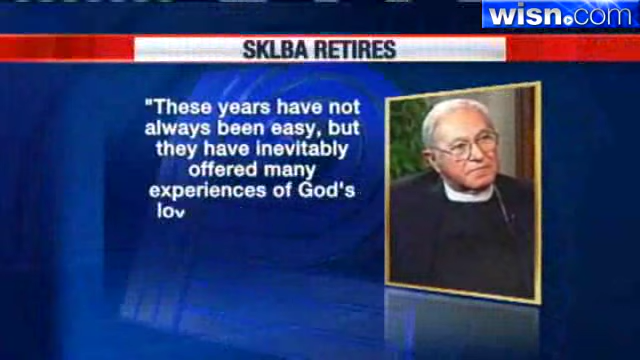 wisn.com
SKLBA RETIRES
"These years have not
always been easy, but
they have inevitably
offered many
experiences of God's
lov